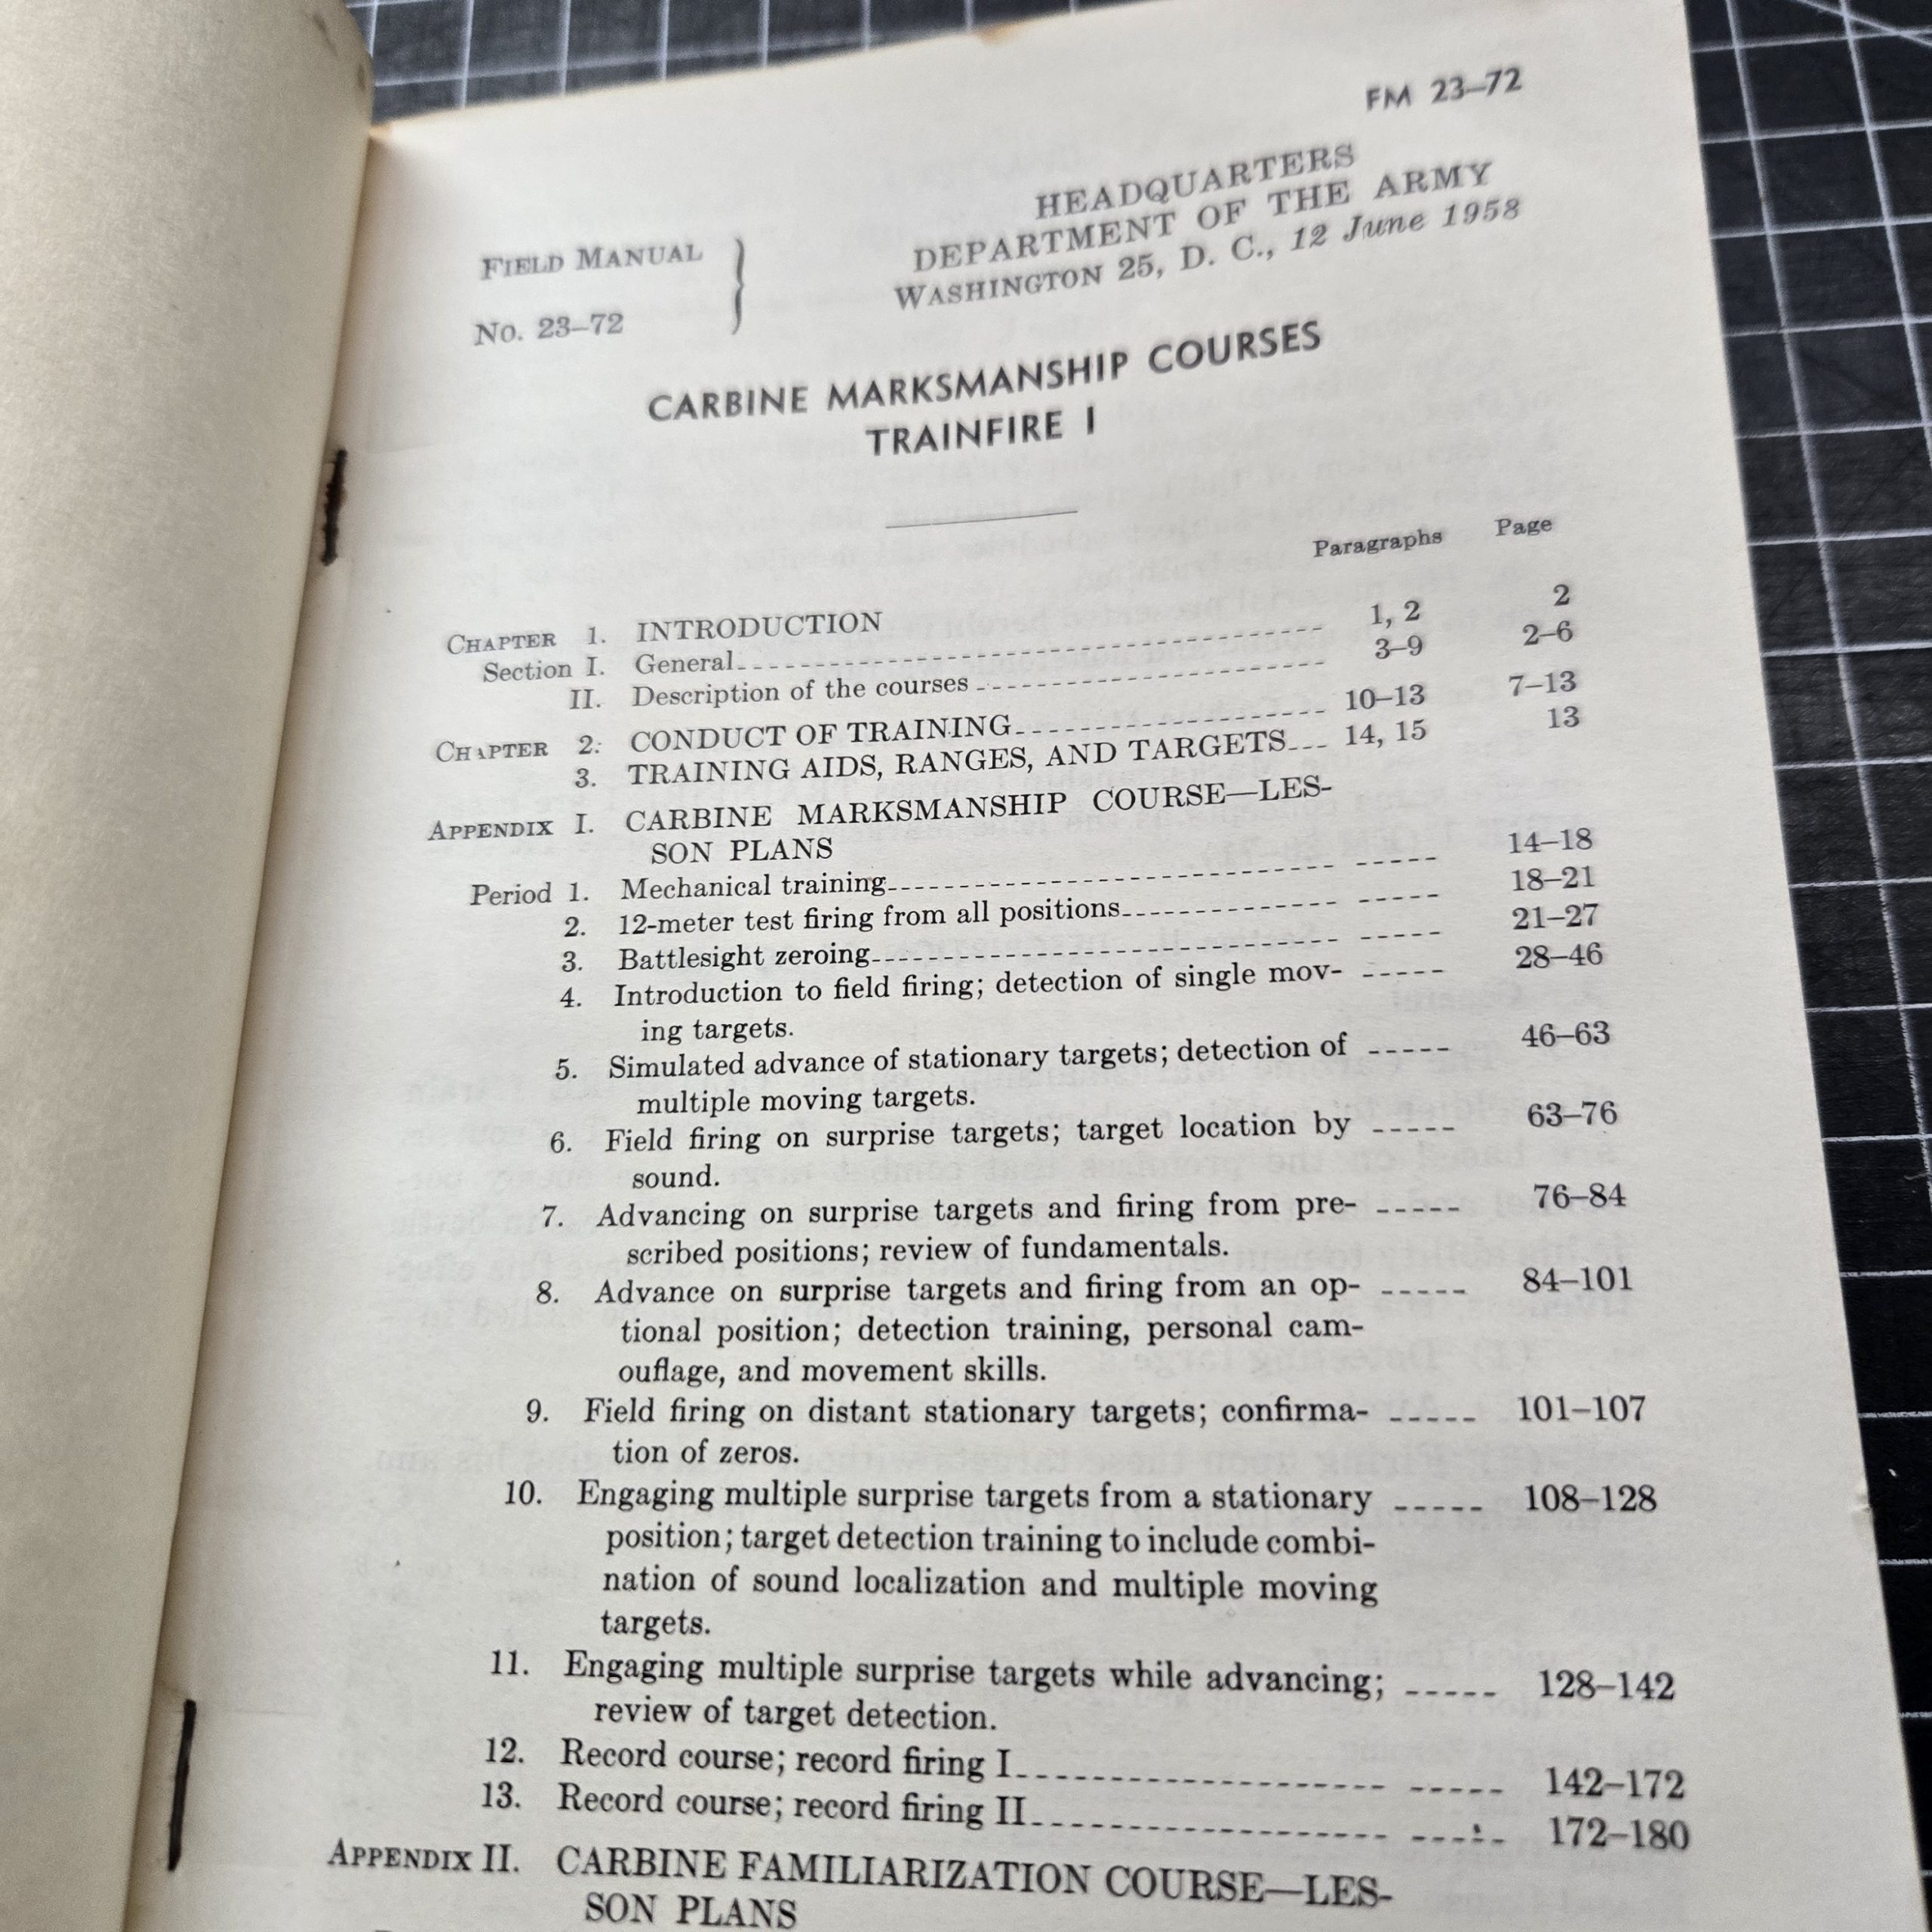 FM 23–72
HEADQUARTERS
DEPARTMENT OF THE ARMY
WASHINGTON 25, D. C., 12 June 1958
FIELD MANUAL
No. 23–72
CARBINE MARKSMANSHIP COURSES
TRAINFIRE I
Paragraphs Page
CHAPTER 1. INTRODUCTION
Section I. General 1, 2 2
II. Description of the courses 3–9 2–6
CHAPTER 2. CONDUCT OF TRAINING 10–13 7–13
3. TRAINING AIDS, RANGES, AND TARGETS 14, 15 13
APPENDIX I. CARBINE MARKSMANSHIP COURSE—LES-
SON PLANS
Period 1. Mechanical training 14–18
2. 12-meter test firing from all positions 18–21
3. Battlesight zeroing 21–27
4. Introduction to field firing; detection of single mov- 28–46
ing targets.
5. Simulated advance of stationary targets; detection of 46–63
multiple moving targets.
6. Field firing on surprise targets; target location by 63–76
sound.
7. Advancing on surprise targets and firing from pre- 76–84
scribed positions; review of fundamentals.
8. Advance on surprise targets and firing from an op- 84–101
tional position; detection training, personal cam-
ouflage, and movement skills.
9. Field firing on distant stationary targets; confirma- 101–107
tion of zeros.
10. Engaging multiple surprise targets from a stationary 108–128
position; target detection training to include combi-
nation of sound localization and multiple moving
targets.
11. Engaging multiple surprise targets while advancing; 128–142
review of target detection.
12. Record course; record firing I 142–172
13. Record course; record firing II 172–180
APPENDIX II. CARBINE FAMILIARIZATION COURSE—LES-
SON PLANS